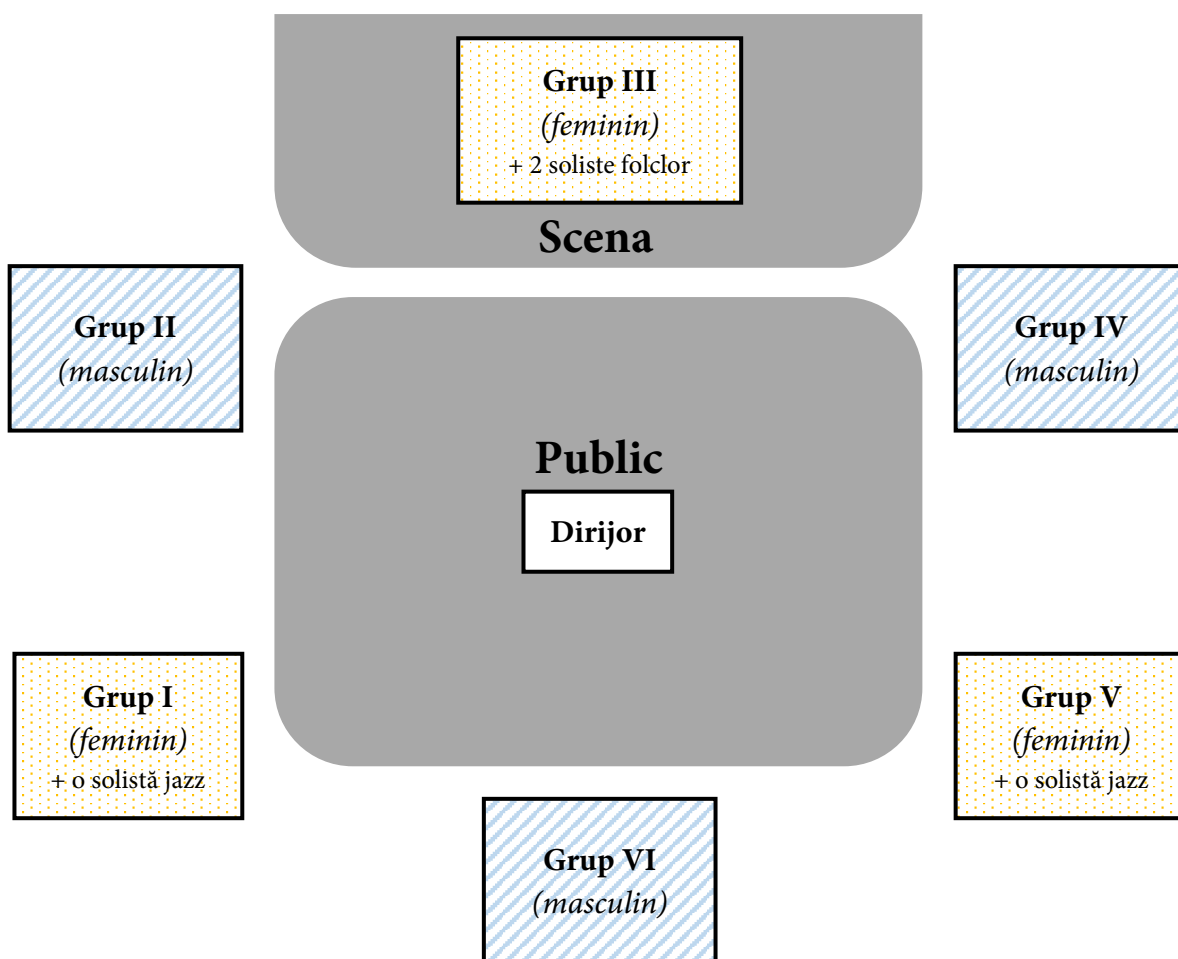 Grup III
(feminin)
+ 2 soliste folclor
Scena
Grup II
(masculin)
Grup IV
(masculin)
Public
Dirijor
Grup I
(feminin)
+ o solistă jazz
Grup V
(feminin)
+ o solistă jazz
Grup VI
(masculin)